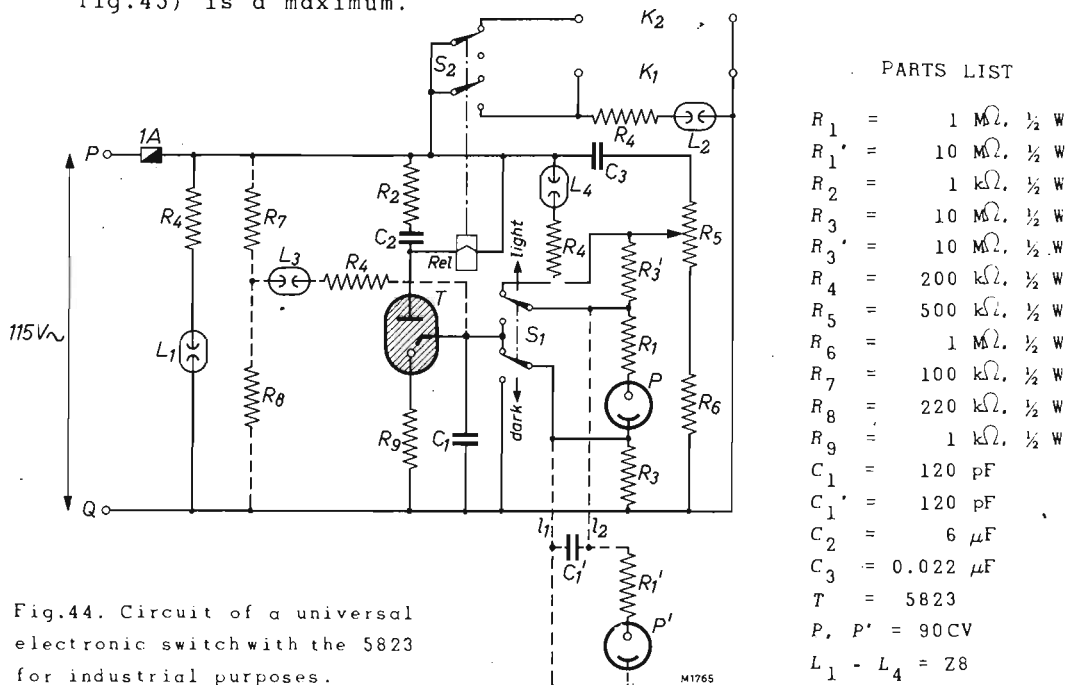 Fig.43) is a maximum.
K2
S2
K1
R4
L2
1A
P
C3
R4
R7
R2
L4
R5
C2
L3
R4
Rel
light
R4
R3'
T
115V~
L1
S1
R1
P
R8
R9
C1
dark
R3
R6
Q
l1
l2
C1'
R1'
P'
M1765
Fig.44. Circuit of a universal
electronic switch with the 5823
for industrial purposes.
PARTS LIST
R1 = 1 MΩ, ½ W
R1' = 10 MΩ, ½ W
R2 = 1 kΩ, ½ W
R3 = 10 MΩ, ½ W
R3' = 10 MΩ, ½ W
R4 = 200 kΩ, ½ W
R5 = 500 kΩ, ½ W
R6 = 1 MΩ, ½ W
R7 = 100 kΩ, ½ W
R8 = 220 kΩ, ½ W
R9 = 1 kΩ, ½ W
C1 = 120 pF
C1' = 120 pF
C2 = 6 μF
C3 = 0.022 μF
T = 5823
P, P' = 90CV
L1 - L4 = Z8